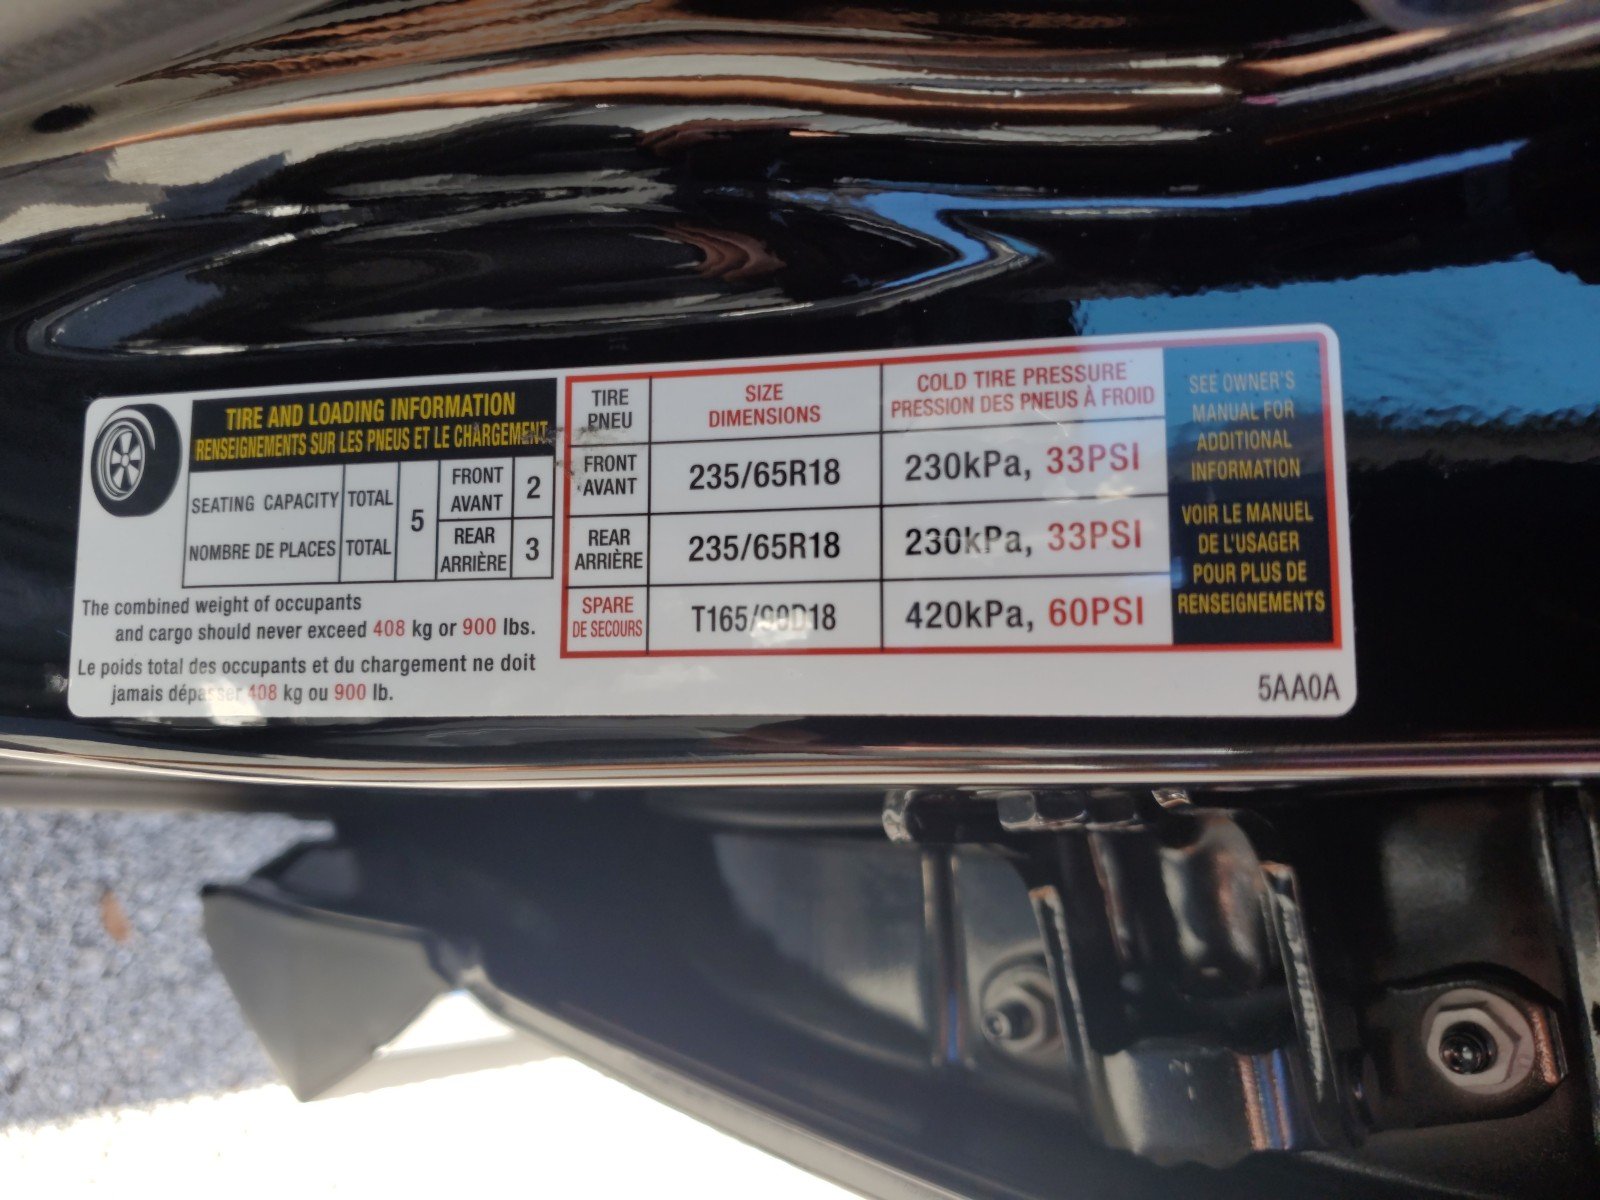 TIRE AND LOADING INFORMATION
RENSEIGNEMENTS SUR LES PNEUS ET LE CHARGEMENT
SEATING CAPACITY TOTAL
NOMBRE DE PLACES TOTAL
5
FRONT
AVANT
2
REAR
ARRIÈRE
3
The combined weight of occupants
and cargo should never exceed 408 kg or 900 lbs.
Le poids total des occupants et du chargement ne doit
jamais dépasser 408 kg ou 900 lb.
TIRE
PNEU
SIZE
DIMENSIONS
COLD TIRE PRESSURE
PRESSION DES PNEUS À FROID
FRONT
AVANT
235/65R18
230kPa, 33PSI
REAR
ARRIÈRE
235/65R18
230kPa, 33PSI
SPARE
DE SECOURS
T165/90D18
420kPa, 60PSI
SEE OWNER'S
MANUAL FOR
ADDITIONAL
INFORMATION
VOIR LE MANUEL
DE L'USAGER
POUR PLUS DE
RENSEIGNEMENTS
5AA0A